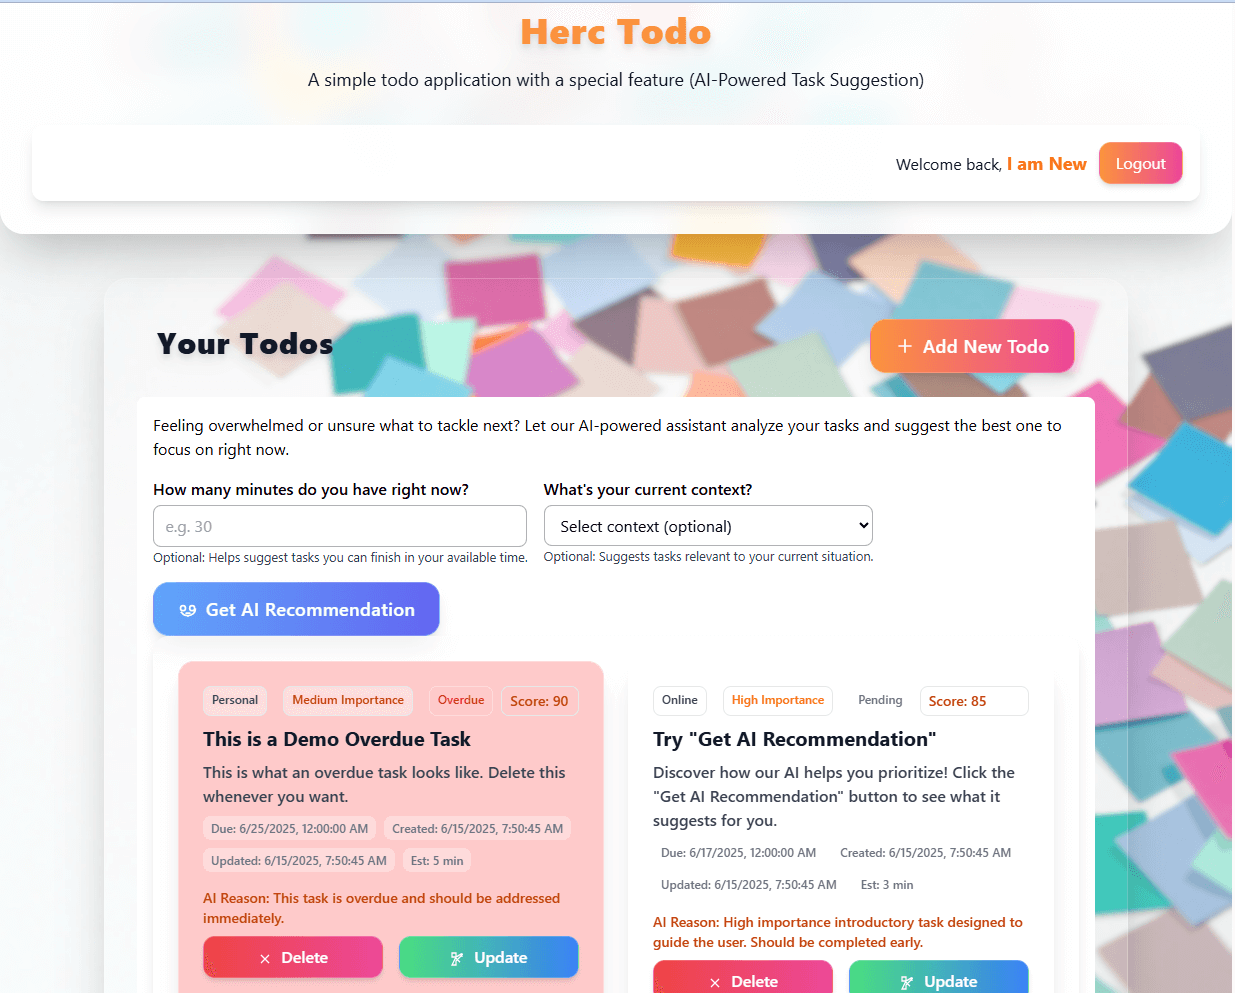 Herc Todo
A simple todo application with a special feature (AI-Powered Task Suggestion)
Welcome back, I am New
Logout
Your Todos
+ Add New Todo
Feeling overwhelmed or unsure what to tackle next? Let our AI-powered assistant analyze your tasks and suggest the best one to
focus on right now.
How many minutes do you have right now?
e.g. 30
Optional: Helps suggest tasks you can finish in your available time.
What's your current context?
Select context (optional)
Optional: Suggests tasks relevant to your current situation.
Get AI Recommendation
Personal
Medium Importance
Overdue
Score: 90
This is a Demo Overdue Task
This is what an overdue task looks like. Delete this
whenever you want.
Due: 6/25/2025, 12:00:00 AM
Created: 6/15/2025, 7:50:45 AM
Updated: 6/15/2025, 7:50:45 AM
Est: 5 min
AI Reason: This task is overdue and should be addressed
immediately.
× Delete
Update
Online
High Importance
Pending
Score: 85
Try "Get AI Recommendation"
Discover how our AI helps you prioritize! Click the
"Get AI Recommendation" button to see what it
suggests for you.
Due: 6/17/2025, 12:00:00 AM
Created: 6/15/2025, 7:50:45 AM
Updated: 6/15/2025, 7:50:45 AM
Est: 3 min
AI Reason: High importance introductory task designed to
guide the user. Should be completed early.
× Delete
Update